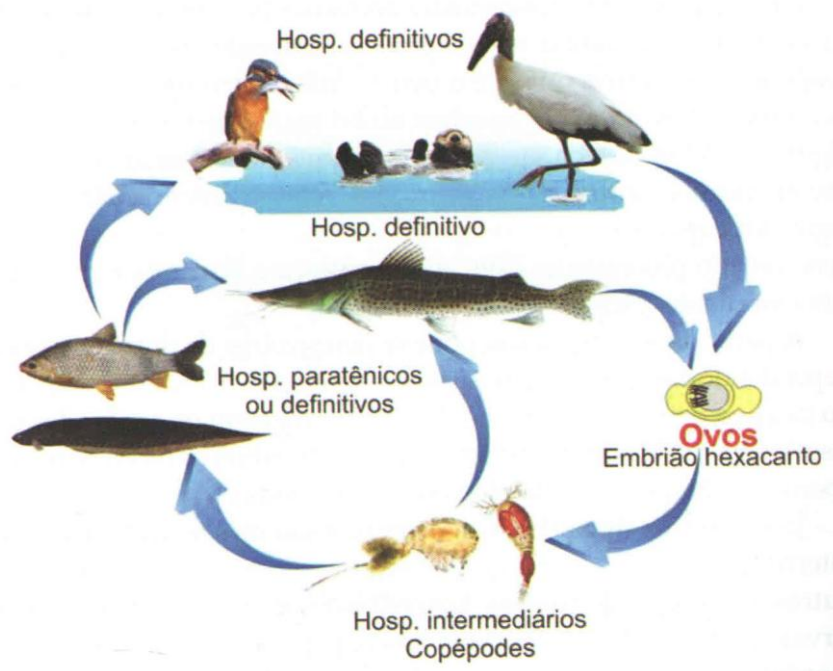 Hosp. definitivos
Hosp. definitivo
Hosp. paratênicos
ou definitivos
Ovos
Embrião hexacanto
Hosp. intermediários
Copépodes